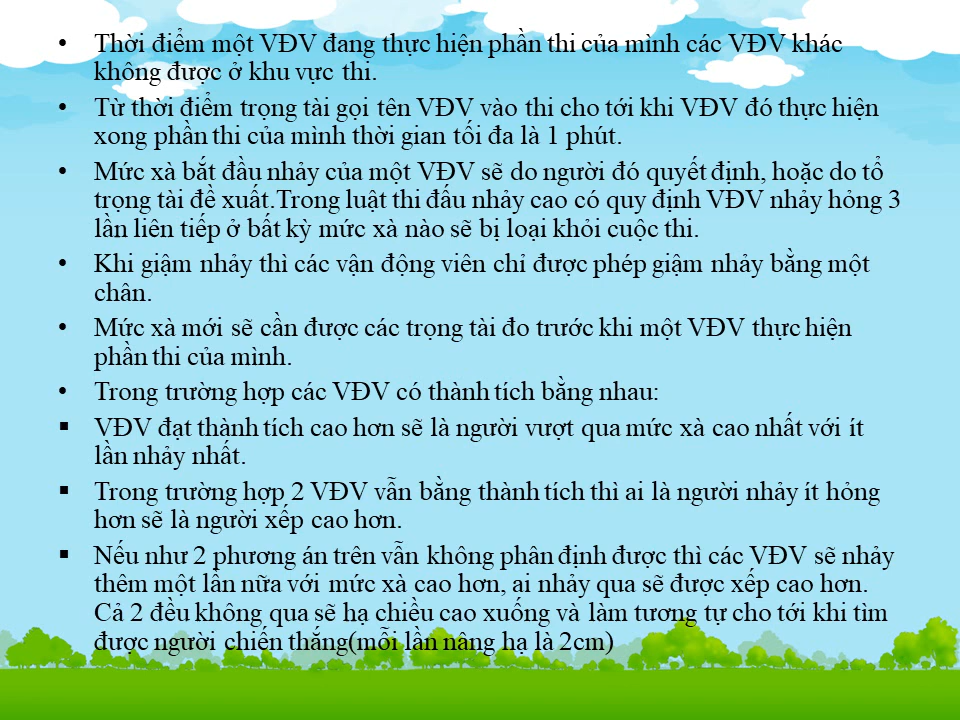 • Thời điểm một VĐV đang thực hiện phần thi của mình các VĐV khác
không được ở khu vực thi.
• Từ thời điểm trọng tài gọi tên VĐV vào thi cho tới khi VĐV đó thực hiện
xong phần thi của mình thời gian tối đa là 1 phút.
• Mức xà bắt đầu nhảy của một VĐV sẽ do người đó quyết định, hoặc do tổ
trọng tài đề xuất.Trong luật thi đấu nhảy cao có quy định VĐV nhảy hỏng 3
lần liên tiếp ở bất kỳ mức xà nào sẽ bị loại khỏi cuộc thi.
• Khi giậm nhảy thì các vận động viên chỉ được phép giậm nhảy bằng một
chân.
• Mức xà mới sẽ cần được các trọng tài đo trước khi một VĐV thực hiện
phần thi của mình.
• Trong trường hợp các VĐV có thành tích bằng nhau:
▪ VĐV đạt thành tích cao hơn sẽ là người vượt qua mức xà cao nhất với ít
lần nhảy nhất.
▪ Trong trường hợp 2 VĐV vẫn bằng thành tích thì ai là người nhảy ít hỏng
hơn sẽ là người xếp cao hơn.
▪ Nếu như 2 phương án trên vẫn không phân định được thì các VĐV sẽ nhảy
thêm một lần nữa với mức xà cao hơn, ai nhảy qua sẽ được xếp cao hơn.
Cả 2 đều không qua sẽ hạ chiều cao xuống và làm tương tự cho tới khi tìm
được người chiến thắng(mỗi lần nâng hạ là 2cm)